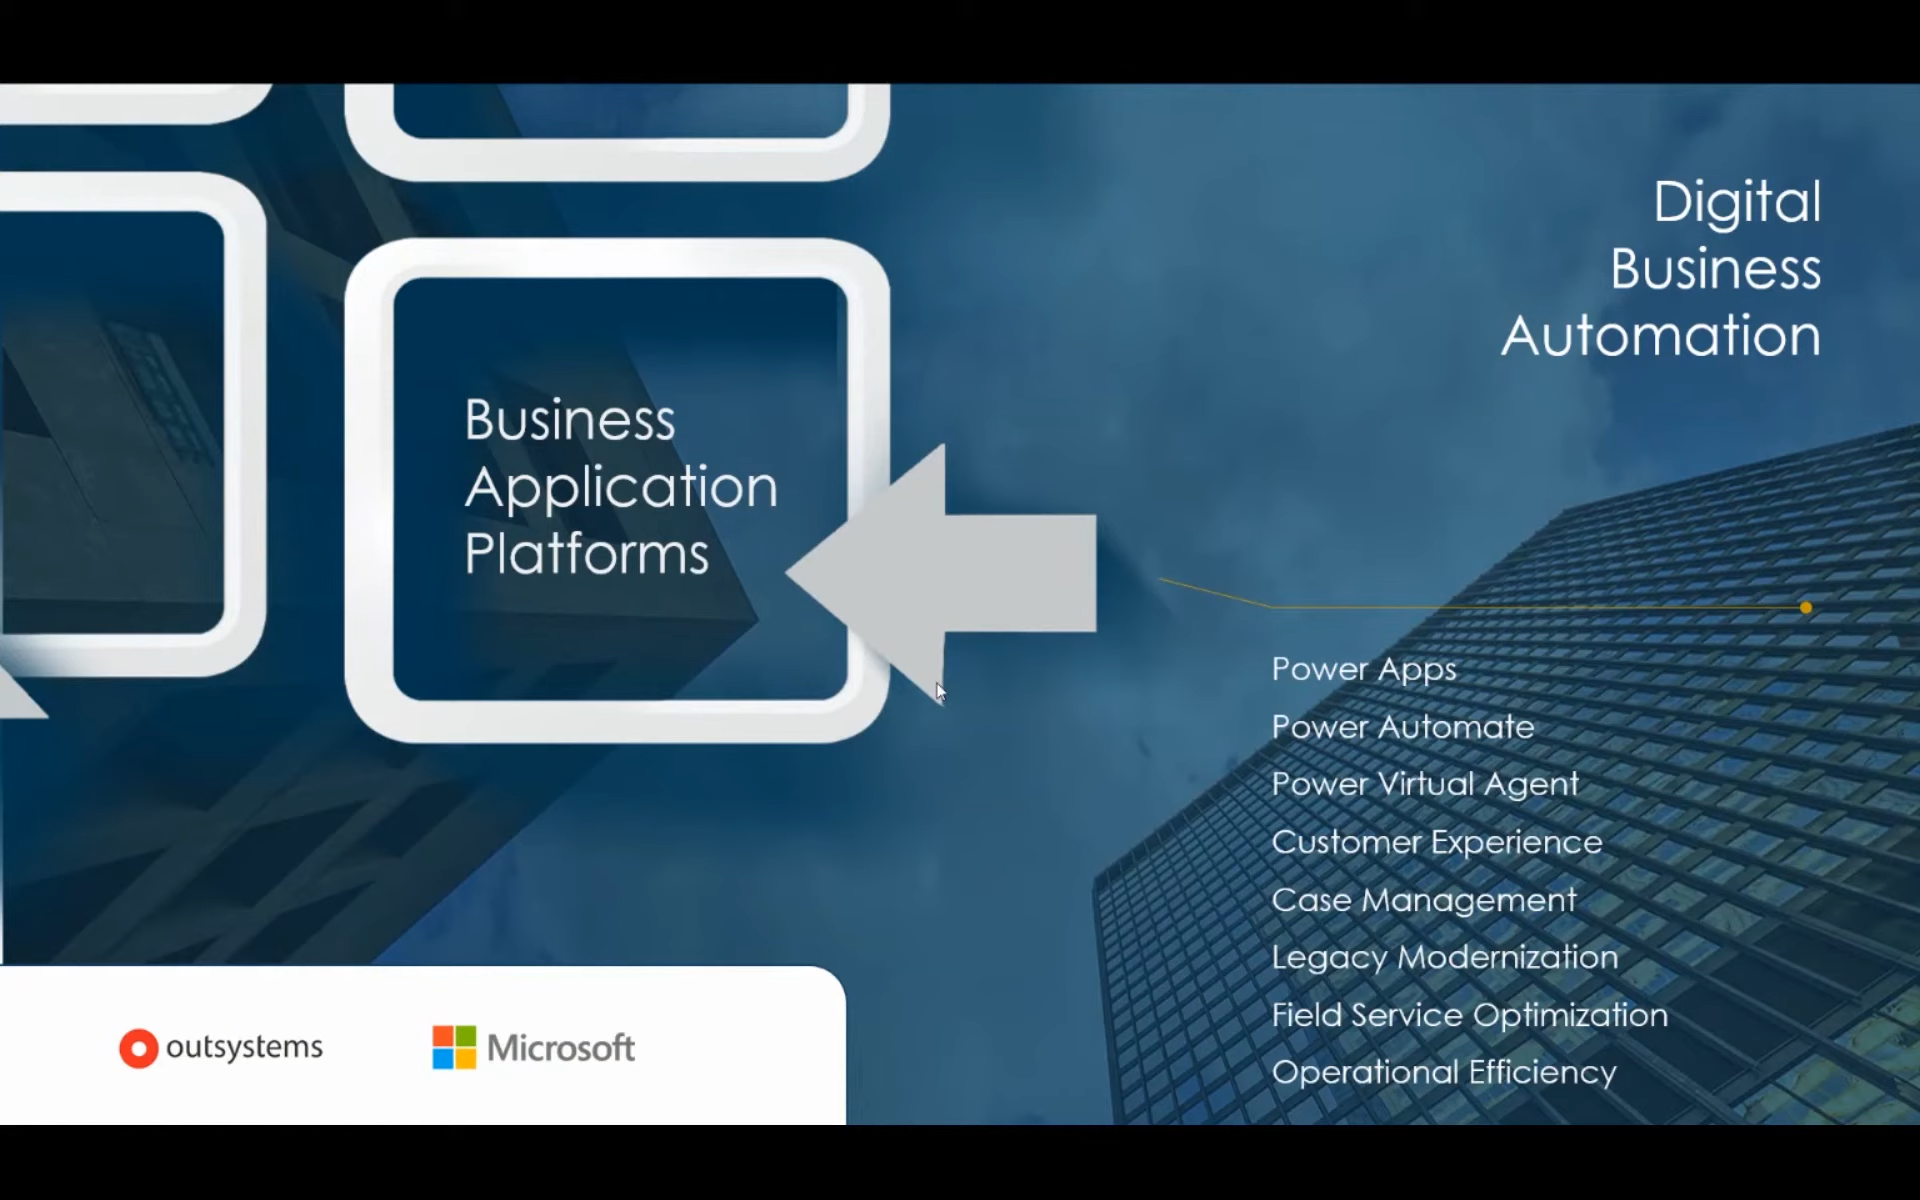 Digital
Business
Automation
Business
Application
Platforms
Power Apps
Power Automate
Power Virtual Agent
Customer Experience
Case Management
Legacy Modernization
Field Service Optimization
Operational Efficiency
outsystems
Microsoft